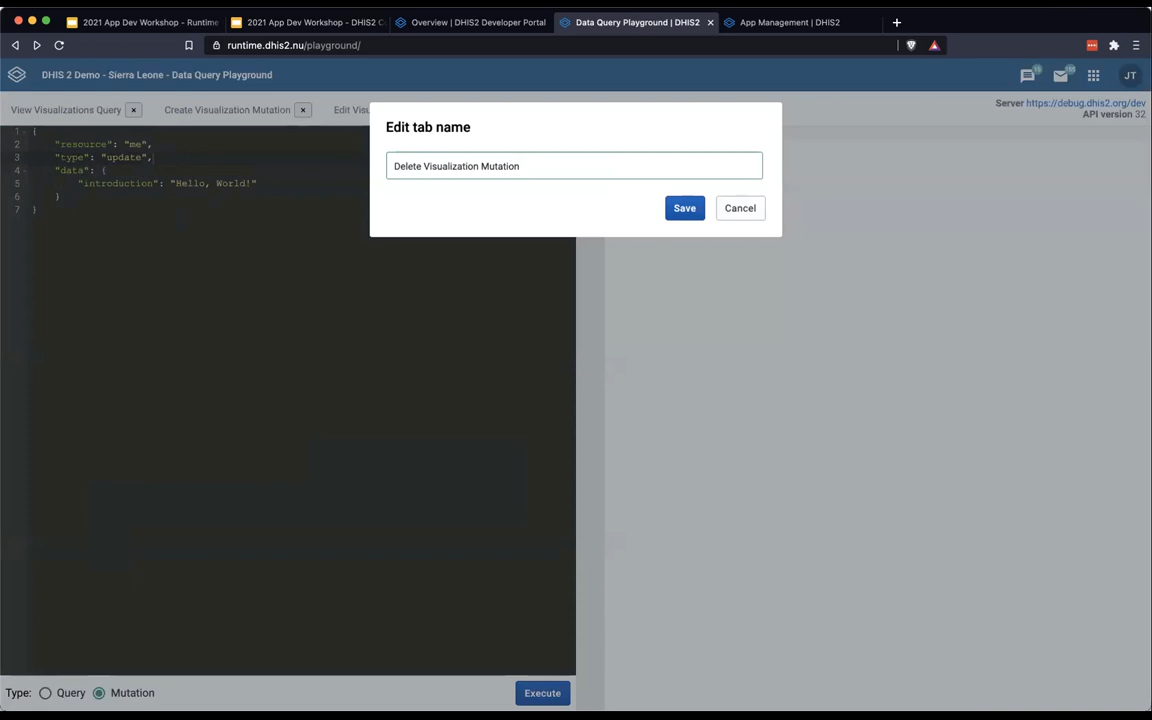 2021 App Dev Workshop - Runtime
2021 App Dev Workshop - DHIS2 C
Overview | DHIS2 Developer Portal
Data Query Playground | DHIS2
App Management | DHIS2
runtime.dhis2.nu/playground/
DHIS 2 Demo - Sierra Leone - Data Query Playground
JT
View Visualizations Query
Create Visualization Mutation
Edit Visu
Server https://debug.dhis2.org/dev
API version 32
Edit tab name
Delete Visualization Mutation
Save
Cancel
1 {
2 "resource": "me",
3 "type": "update",
4 "data": {
5 "introduction": "Hello, World!"
6 }
7 }
Type:
Query
Mutation
Execute